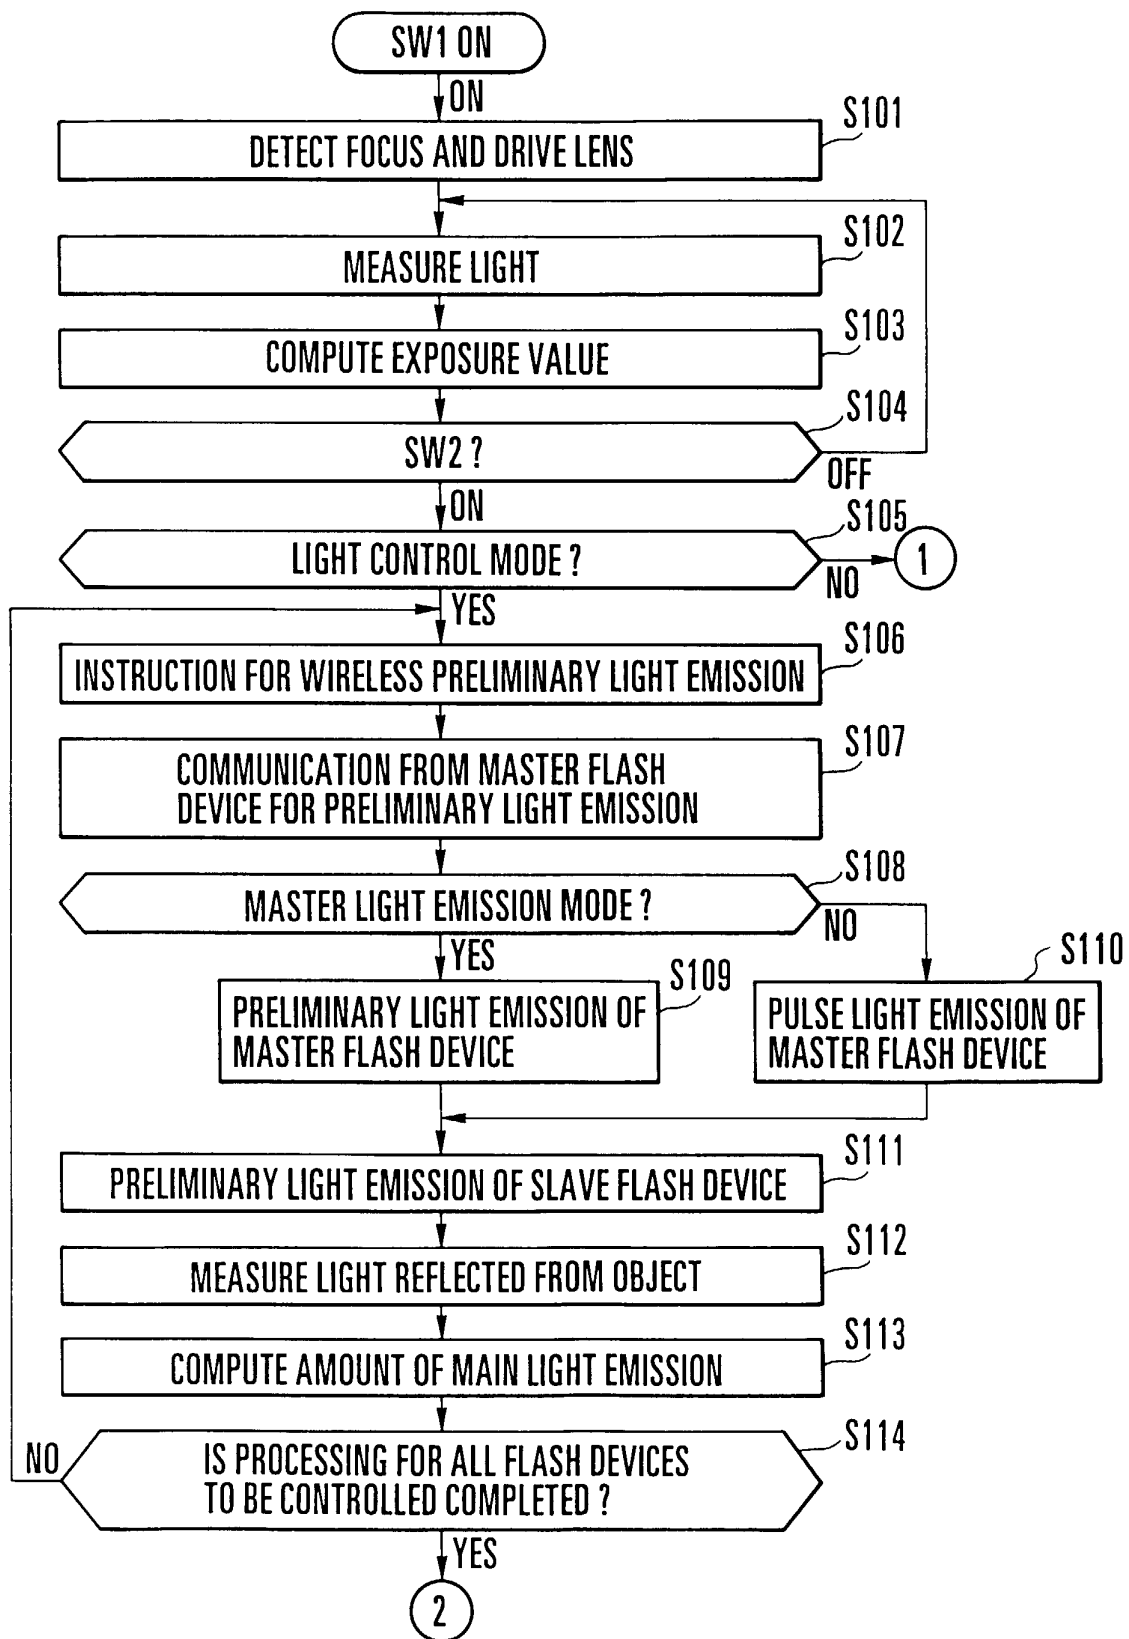 SW1 ON
ON
S101
DETECT FOCUS AND DRIVE LENS
S102
MEASURE LIGHT
S103
COMPUTE EXPOSURE VALUE
S104
SW2 ?
OFF
ON
S105
LIGHT CONTROL MODE ?
NO
1
YES
S106
INSTRUCTION FOR WIRELESS PRELIMINARY LIGHT EMISSION
S107
COMMUNICATION FROM MASTER FLASH
DEVICE FOR PRELIMINARY LIGHT EMISSION
S108
MASTER LIGHT EMISSION MODE ?
NO
YES
S109
PRELIMINARY LIGHT EMISSION OF
MASTER FLASH DEVICE
S110
PULSE LIGHT EMISSION OF
MASTER FLASH DEVICE
S111
PRELIMINARY LIGHT EMISSION OF SLAVE FLASH DEVICE
S112
MEASURE LIGHT REFLECTED FROM OBJECT
S113
COMPUTE AMOUNT OF MAIN LIGHT EMISSION
S114
NO
IS PROCESSING FOR ALL FLASH DEVICES
TO BE CONTROLLED COMPLETED ?
YES
2